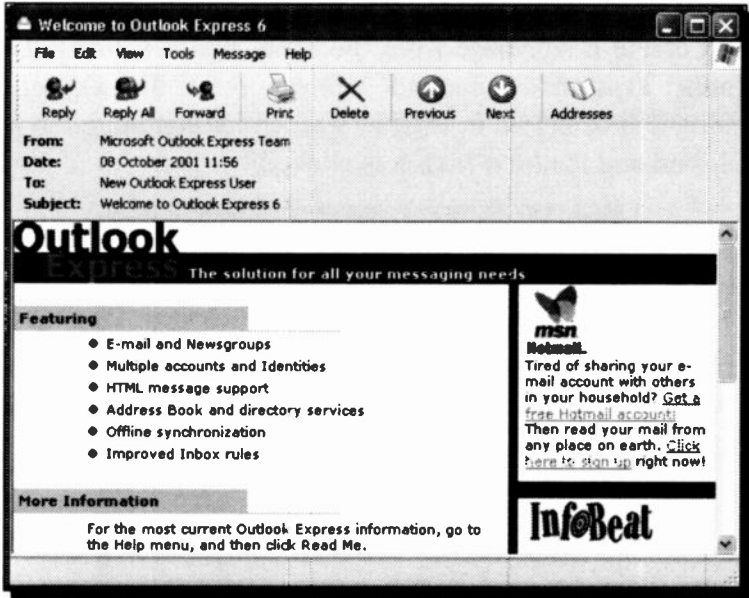 Welcome to Outlook Express 6
File Edit View Tools Message Help
Reply Reply All Forward Print Delete Previous Next Addresses
From: Microsoft Outlook Express Team
Date: 08 October 2001 11:56
To: New Outlook Express User
Subject: Welcome to Outlook Express 6
Outlook
Express The solution for all your messaging needs
Featuring
E-mail and Newsgroups
Multiple accounts and Identities
HTML message support
Address Book and directory services
Offline synchronization
Improved Inbox rules
More Information
For the most current Outlook Express information, go to
the Help menu, and then click Read Me.
msn
Hotmail.
Tired of sharing your e-
mail account with others
in your household? Get a
free Hotmail account!
Then read your mail from
any place on earth. Click
here to sign up right now!
InfoBeat